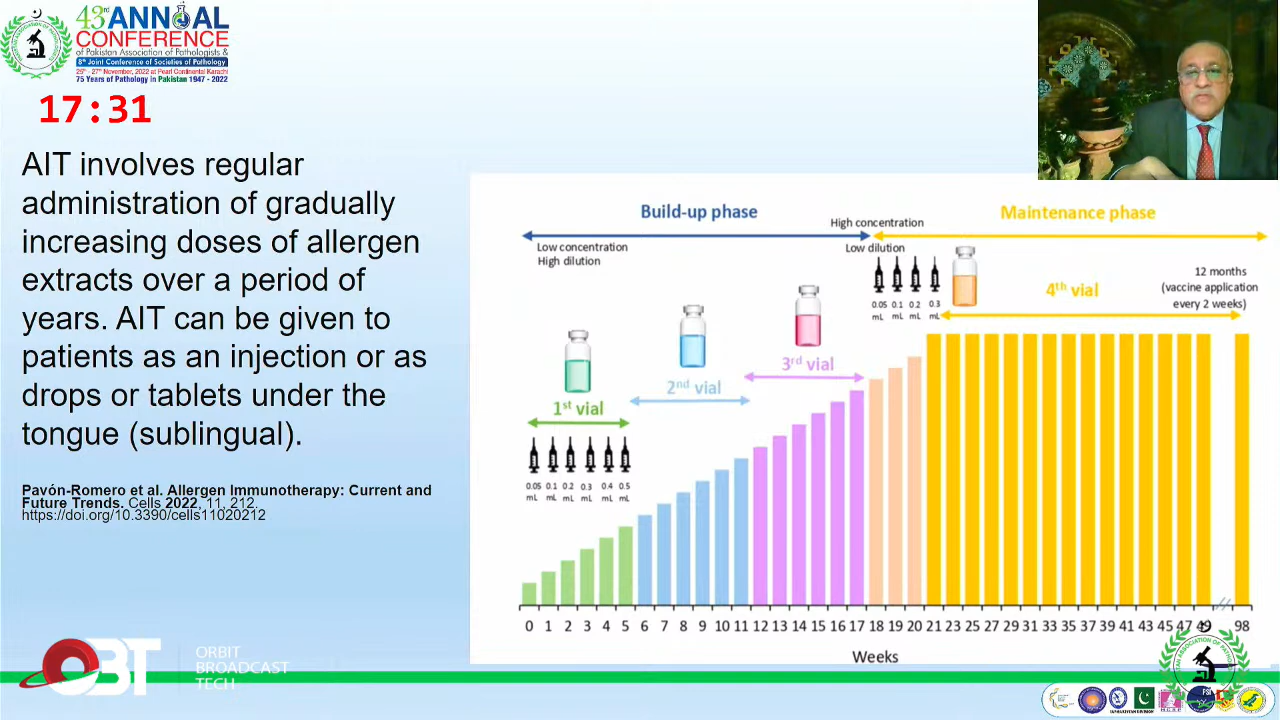 43rd ANNUAL
CONFERENCE
of Pakistan Association of Pathologists &
8th Joint Conference of Societies of Pathology
25th - 27th November, 2022 at Pearl Continental Karachi
75 Years of Pathology in Pakistan 1947 - 2022
17:31
AIT involves regular
administration of gradually
increasing doses of allergen
extracts over a period of
years. AIT can be given to
patients as an injection or as
drops or tablets under the
tongue (sublingual).
Pavón-Romero et al. Allergen Immunotherapy: Current and
Future Trends. Cells 2022, 11, 212.
https://doi.org/10.3390/cells11020212
Build-up phase
Maintenance phase
Low concentration
High dilution
High concentration
Low dilution
0.05 mL 0.1 mL 0.2 mL 0.3 mL
4th vial
12 months
(vaccine application
every 2 weeks)
3rd vial
2nd vial
1st vial
0.05 mL 0.1 mL 0.2 mL 0.3 mL 0.4 mL 0.5 mL
0 1 2 3 4 5 6 7 8 9 10 11 12 13 14 15 16 17 18 19 20 21 23 25 27 29 31 33 35 37 39 41 43 45 47 49 98
Weeks
OBT
ORBIT
BROADCAST
TECH